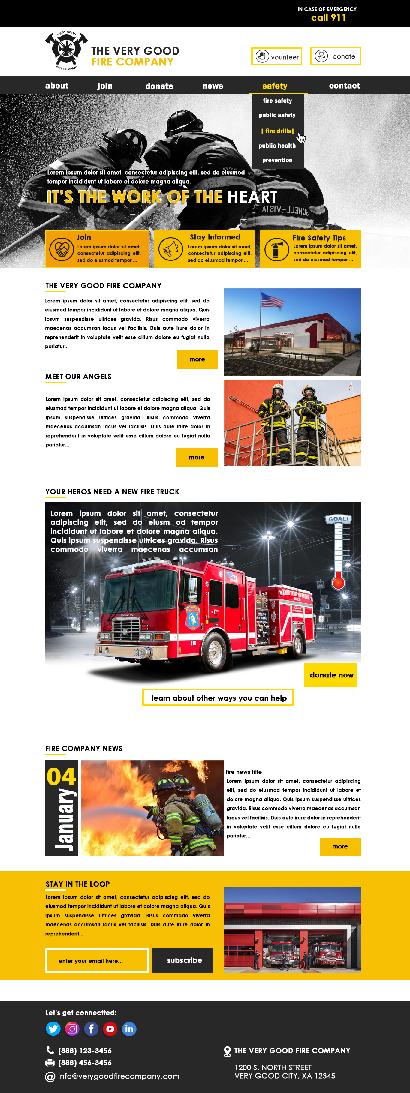 IN CASE OF EMERGENCY
call 911
THE VERY GOOD
FIRE COMPANY
volunteer
donate
about
join
donate
news
safety
contact
fire safety
public safety
[ fire drills]
public health
prevention
Lorem ipsum dolor sit amet, consectetur adipiscing elit, sed do eiusmod
tempor incididunt ut labore et dolore magna aliqua.
IT'S THE WORK OF THE HEART
Join
Lorem ipsum dolor sit
amet, consectetur
adipiscing elit,
sed do eiusmod tempor ...
Stay Informed
Lorem ipsum dolor sit
amet, consectetur
adipiscing elit,
sed do eiusmod tempor ...
Fire Safety Tips
Lorem ipsum dolor sit
amet, consectetur
adipiscing elit,
sed do eiusmod tempor ...
THE VERY GOOD FIRE COMPANY
Lorem ipsum dolor sit amet, consectetur adipiscing elit, sed do
eiusmod tempor incididunt ut labore et dolore magna aliqua. Quis
ipsum suspendisse ultrices gravida. Risus commodo viverra
maecenas accumsan lacus vel facilisis. Duis aute irure dolor in
reprehenderit in voluptate velit esse cillum dolore eu fugiat nulla
pariatur...
more
MEET OUR ANGELS
Lorem ipsum dolor sit amet, consectetur adipiscing elit, sed do
eiusmod tempor incididunt ut labore et dolore magna aliqua. Quis
ipsum suspendisse ultrices gravida. Risus commodo viverra
maecenas accumsan lacus vel facilisis. Duis aute irure dolor in
reprehenderit in voluptate velit esse cillum dolore eu fugiat nulla
pariatur...
more
YOUR HEROS NEED A NEW FIRE TRUCK
Lorem ipsum dolor sit amet, consectetur
adipiscing elit, sed do eiusm od tempor
incididunt ut labore et dolore magna aliqua.
Quis ipsum suspendisse ultrices gravida. Risus
commodo viverra maecenas accumsan
GOAL!
donate now
learn about other ways you can help
FIRE COMPANY NEWS
04
January
fire news title
Lorem ipsum dolor sit amet, consectetur adipiscing
elit, sed do eiusmod tempor incididunt ut labore et
dolore magna aliqua. Quis ipsum suspendisse ultrices
gravida. Risus commodo viverra maecenas accumsan
lacus vel facilisis. Duis aute irure dolor in reprehenderit
in voluptate velit esse cillum dolore eu fugiat nulla
pariatur...
more
STAY IN THE LOOP
Lorem ipsum dolor sit amet, consectetur adipiscing elit, sed do
eiusmod tempor incididunt ut labore et dolore magna aliqua. Quis
ipsum suspendisse ultrices gravida. Risus commodo viverra
maecenas accumsan lacus vel facilisis. Duis aute irure dolor in
reprehenderit...
enter your email here...
subscribe
Let's get connected:
(888) 123-3456
(888) 456-3456
@ nfo@verygoodfirecompany.com
THE VERY GOOD FIRE COMPANY
1200 S. NORTH STREET
VERY GOOD CITY, XA 12345